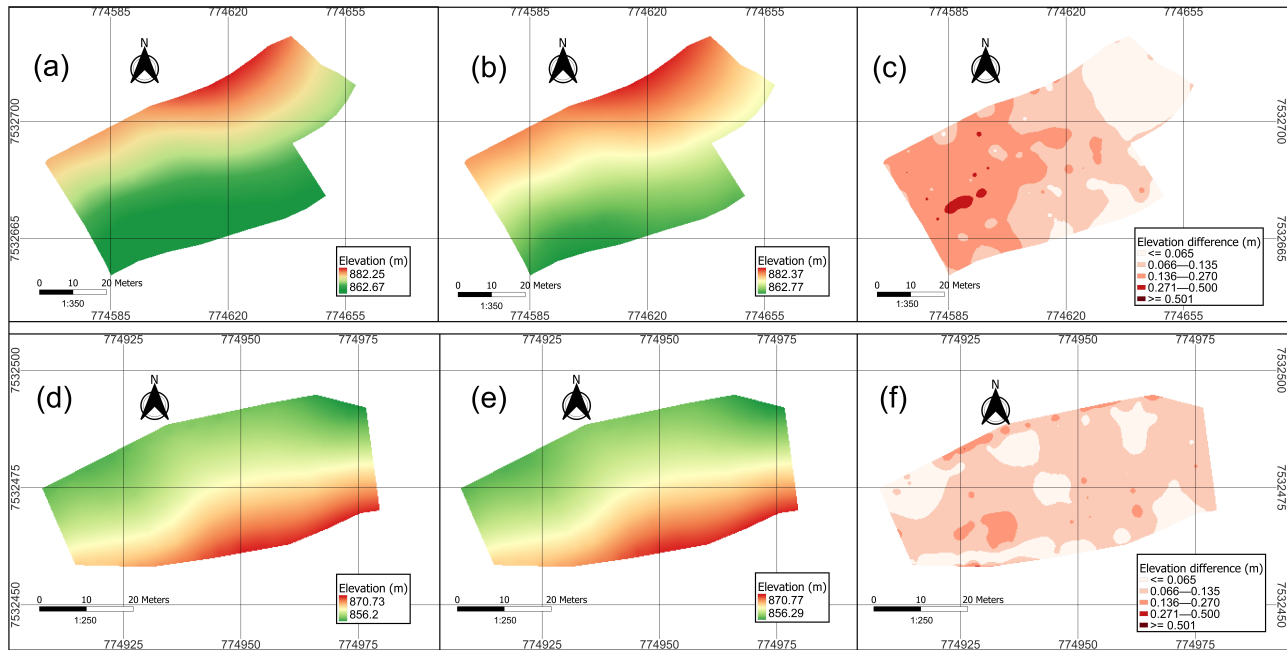 774585 774620 774655
774585 774620 774655
774585 774620 774655
(a) N
(b) N
(c) N
7532700
7532700
7532665
7532665
Elevation (m)
882.25
862.67
0 10 20 Meters
1:350
Elevation (m)
882.37
862.77
0 10 20 Meters
1:350
Elevation difference (m)
<= 0.065
0.066—0.135
0.136—0.270
0.271—0.500
>= 0.501
0 10 20 Meters
1:350
774585 774620 774655
774585 774620 774655
774585 774620 774655
774925 774950 774975
774925 774950 774975
774925 774950 774975
7532500
7532500
(d) N
(e) N
(f) N
7532475
7532475
7532450
7532450
Elevation (m)
870.73
856.2
0 10 20 Meters
1:250
Elevation (m)
870.77
856.29
0 10 20 Meters
1:250
Elevation difference (m)
<= 0.065
0.066—0.135
0.136—0.270
0.271—0.500
>= 0.501
0 10 20 Meters
1:250
774925 774950 774975
774925 774950 774975
774925 774950 774975